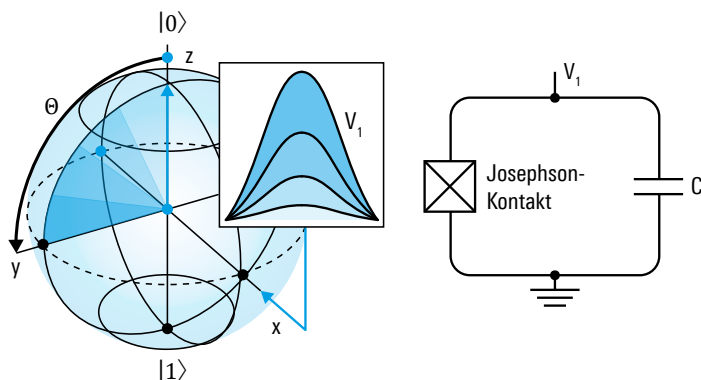 |0⟩
z
Θ
y
x
|1⟩
V₁
V₁
Josephson-
Kontakt
C